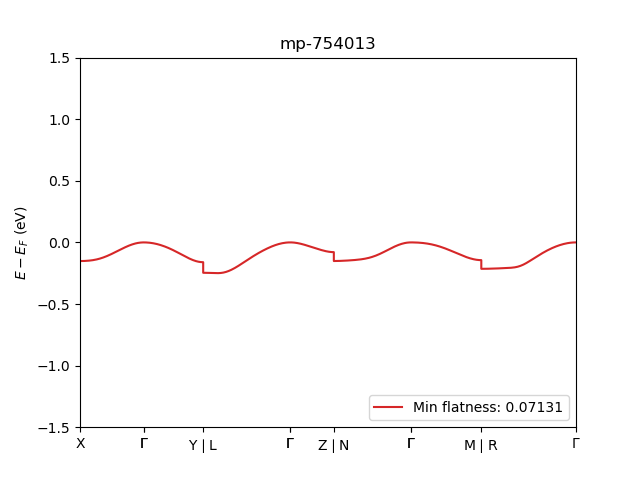 mp-754013
E − E_F (eV)
1.5
1.0
0.5
0.0
−0.5
−1.0
−1.5
Min flatness: 0.07131
X Γ Y | L Γ Z | N Γ M | R Γ